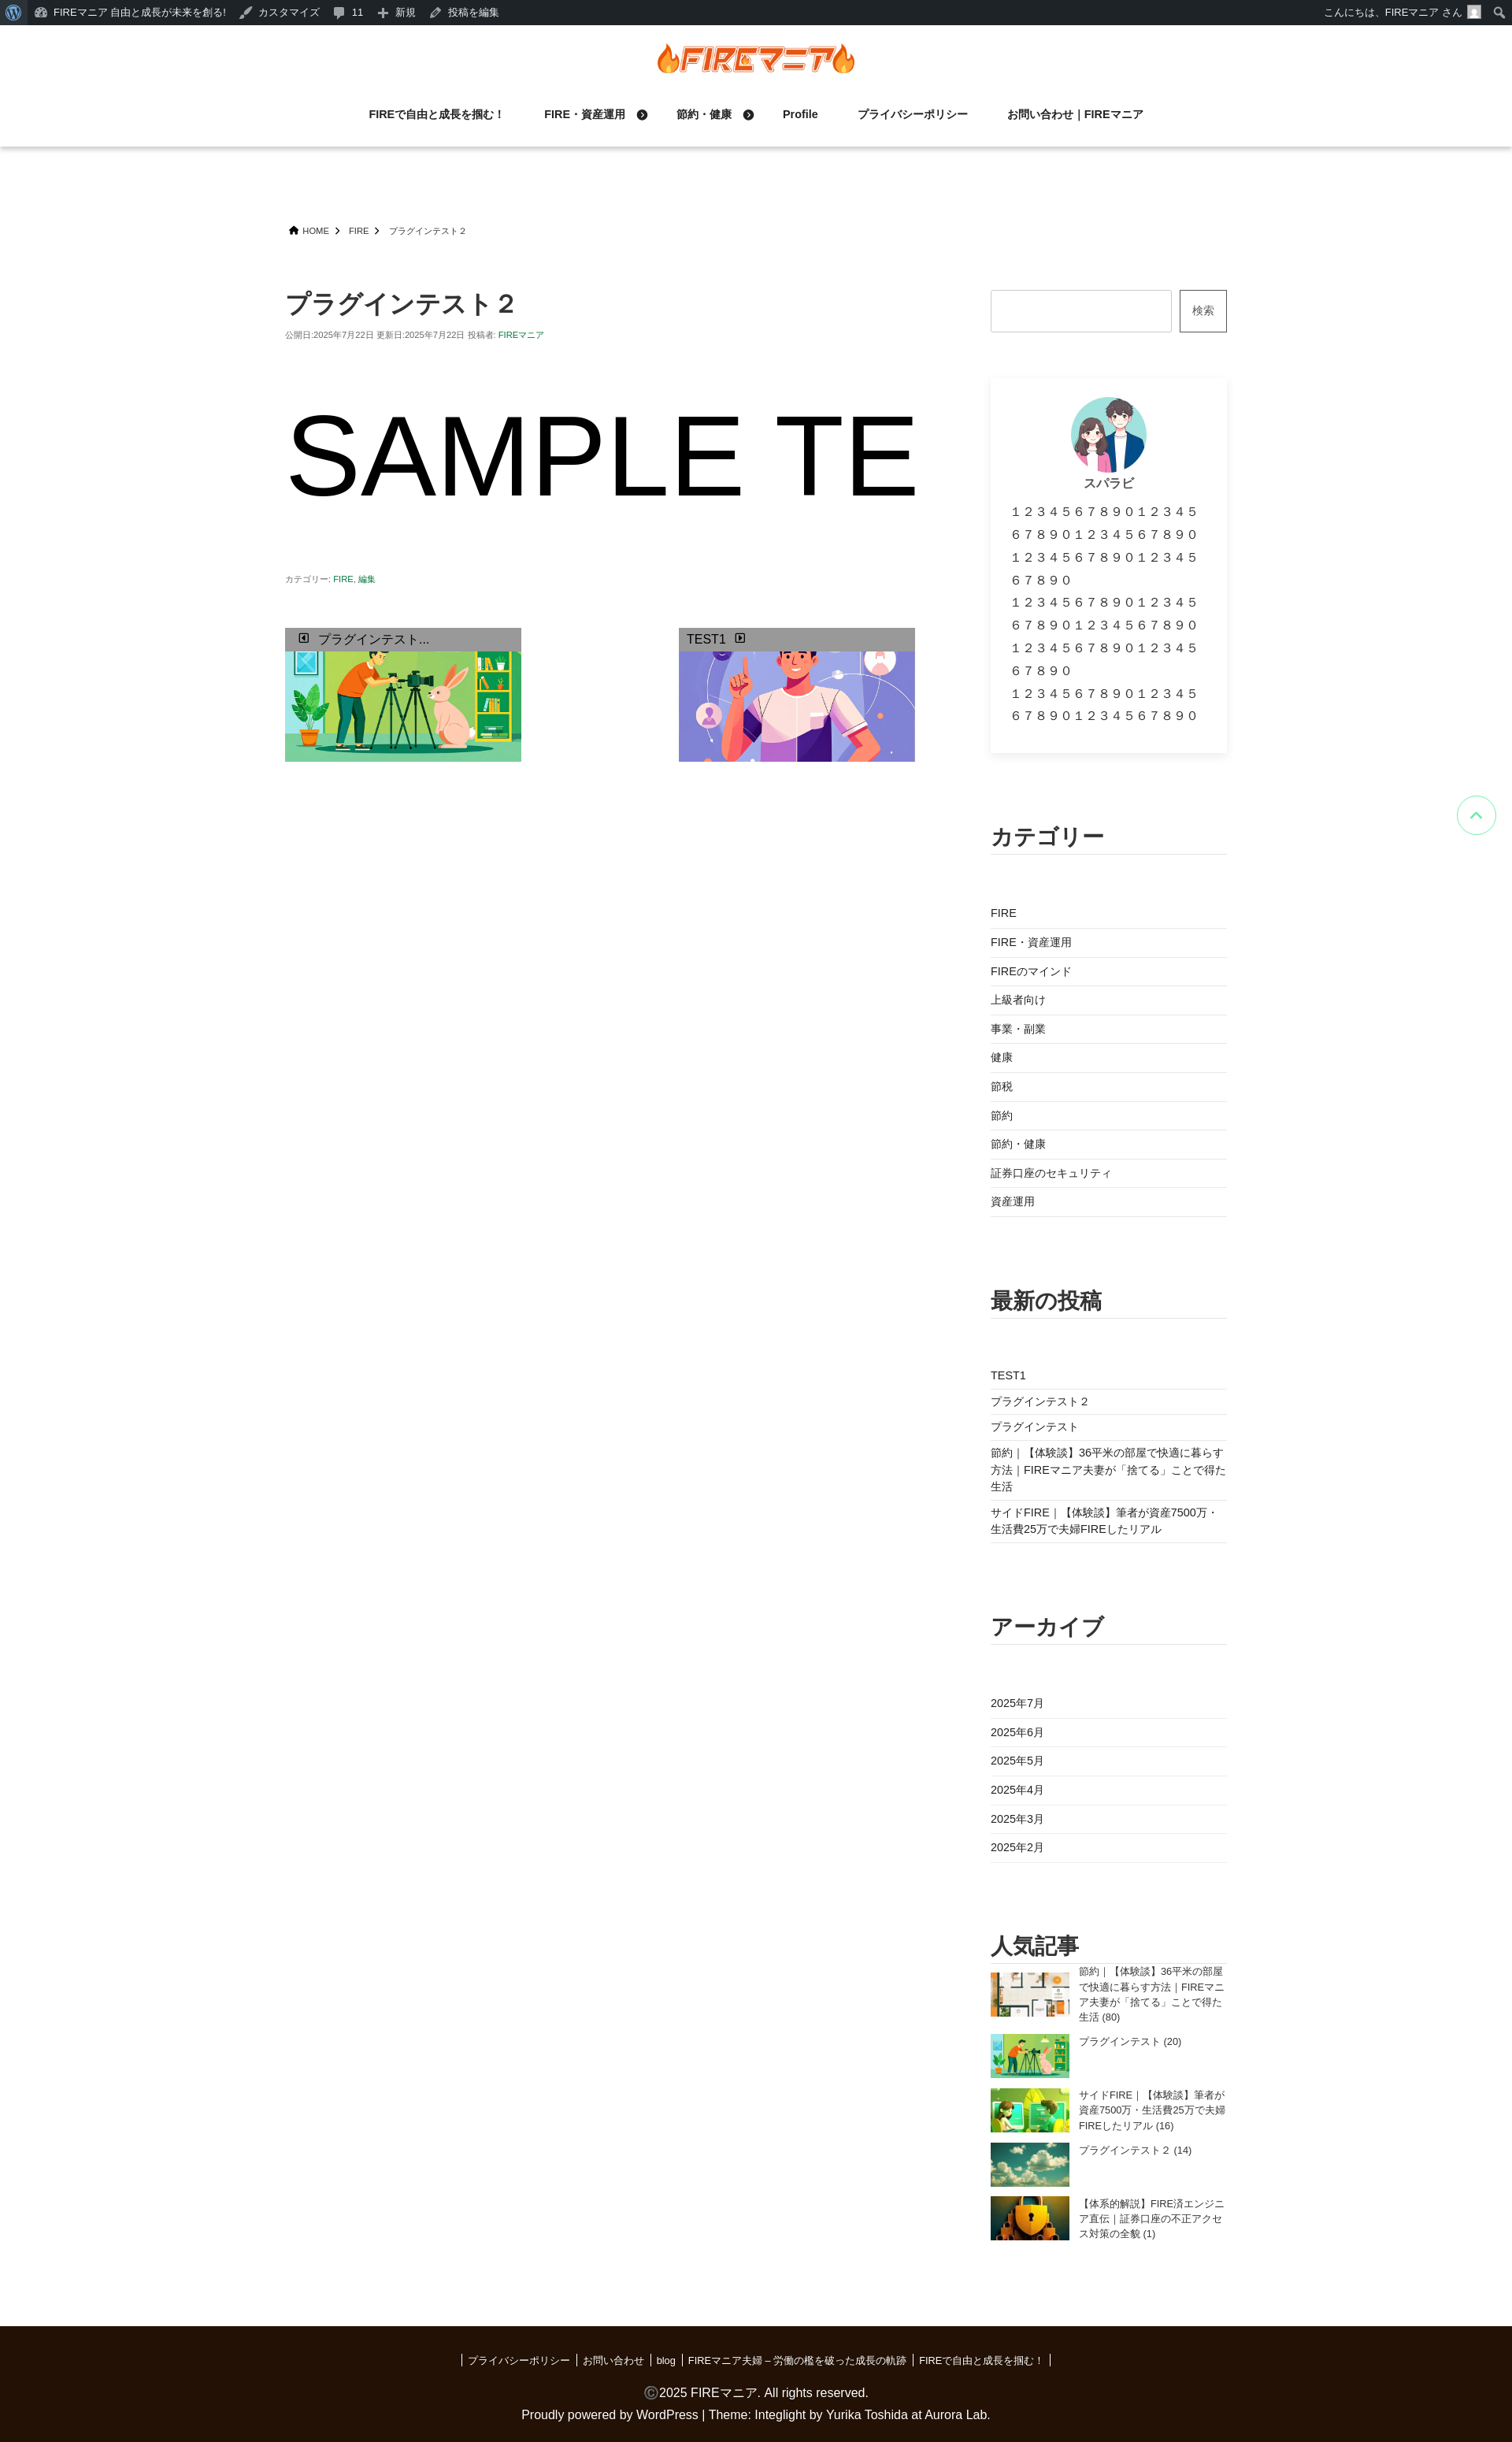 FIREマニア 自由と成長が未来を創る!
カスタマイズ
11
新規
投稿を編集
こんにちは、FIREマニア さん
FIREマニア
FIREで自由と成長を掴む！
FIRE・資産運用
節約・健康
Profile
プライバシーポリシー
お問い合わせ | FIREマニア
HOME
FIRE
プラグインテスト２
プラグインテスト２
公開日:2025年7月22日 更新日:2025年7月22日 投稿者: FIREマニア
SAMPLE TE
カテゴリー: FIRE, 編集
プラグインテスト...
TEST1
検索
スパラビ
１２３４５６７８９０１２３４５
６７８９０１２３４５６７８９０
１２３４５６７８９０１２３４５
６７８９０
１２３４５６７８９０１２３４５
６７８９０１２３４５６７８９０
１２３４５６７８９０１２３４５
６７８９０
１２３４５６７８９０１２３４５
６７８９０１２３４５６７８９０
カテゴリー
FIRE
FIRE・資産運用
FIREのマインド
上級者向け
事業・副業
健康
節税
節約
節約・健康
証券口座のセキュリティ
資産運用
最新の投稿
TEST1
プラグインテスト２
プラグインテスト
節約｜【体験談】36平米の部屋で快適に暮らす
方法｜FIREマニア夫妻が「捨てる」ことで得た
生活
サイドFIRE｜【体験談】筆者が資産7500万・
生活費25万で夫婦FIREしたリアル
アーカイブ
2025年7月
2025年6月
2025年5月
2025年4月
2025年3月
2025年2月
人気記事
節約｜【体験談】36平米の部屋
で快適に暮らす方法｜FIREマニ
ア夫妻が「捨てる」ことで得た
生活 (80)
プラグインテスト (20)
サイドFIRE｜【体験談】筆者が
資産7500万・生活費25万で夫婦
FIREしたリアル (16)
プラグインテスト２ (14)
【体系的解説】FIRE済エンジニ
ア直伝｜証券口座の不正アクセ
ス対策の全貌 (1)
プライバシーポリシー
お問い合わせ
blog
FIREマニア夫婦 – 労働の檻を破った成長の軌跡
FIREで自由と成長を掴む！
©2025 FIREマニア. All rights reserved.
Proudly powered by WordPress | Theme: Integlight by Yurika Toshida at Aurora Lab.